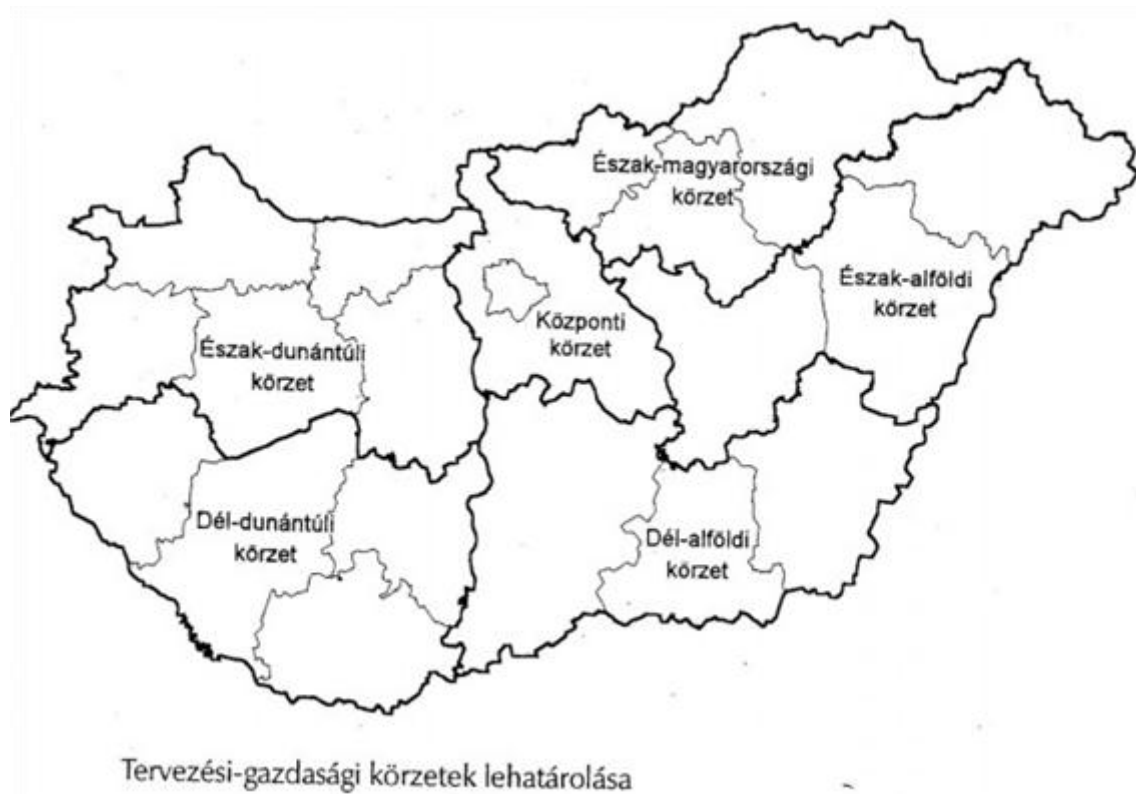 Észak-magyarországi
körzet
Észak-alföldi
körzet
Központi
körzet
Észak-dunántúli
körzet
Dél-dunántúli
körzet
Dél-alföldi
körzet
Tervezési-gazdasági körzetek lehatárolása